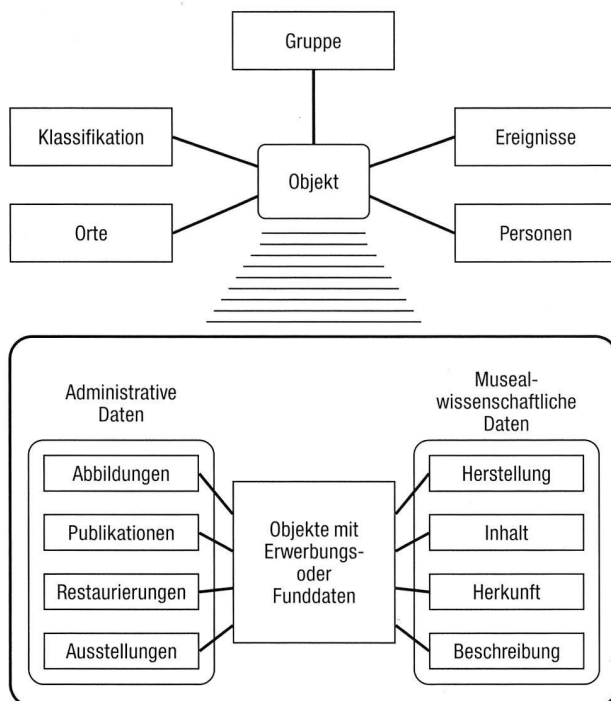 Gruppe
Klassifikation
Ereignisse
Objekt
Orte
Personen
Administrative
Daten
Abbildungen
Publikationen
Restaurierungen
Ausstellungen
Objekte mit
Erwerbungs-
oder
Funddaten
Museal-
wissenschaftliche
Daten
Herstellung
Inhalt
Herkunft
Beschreibung